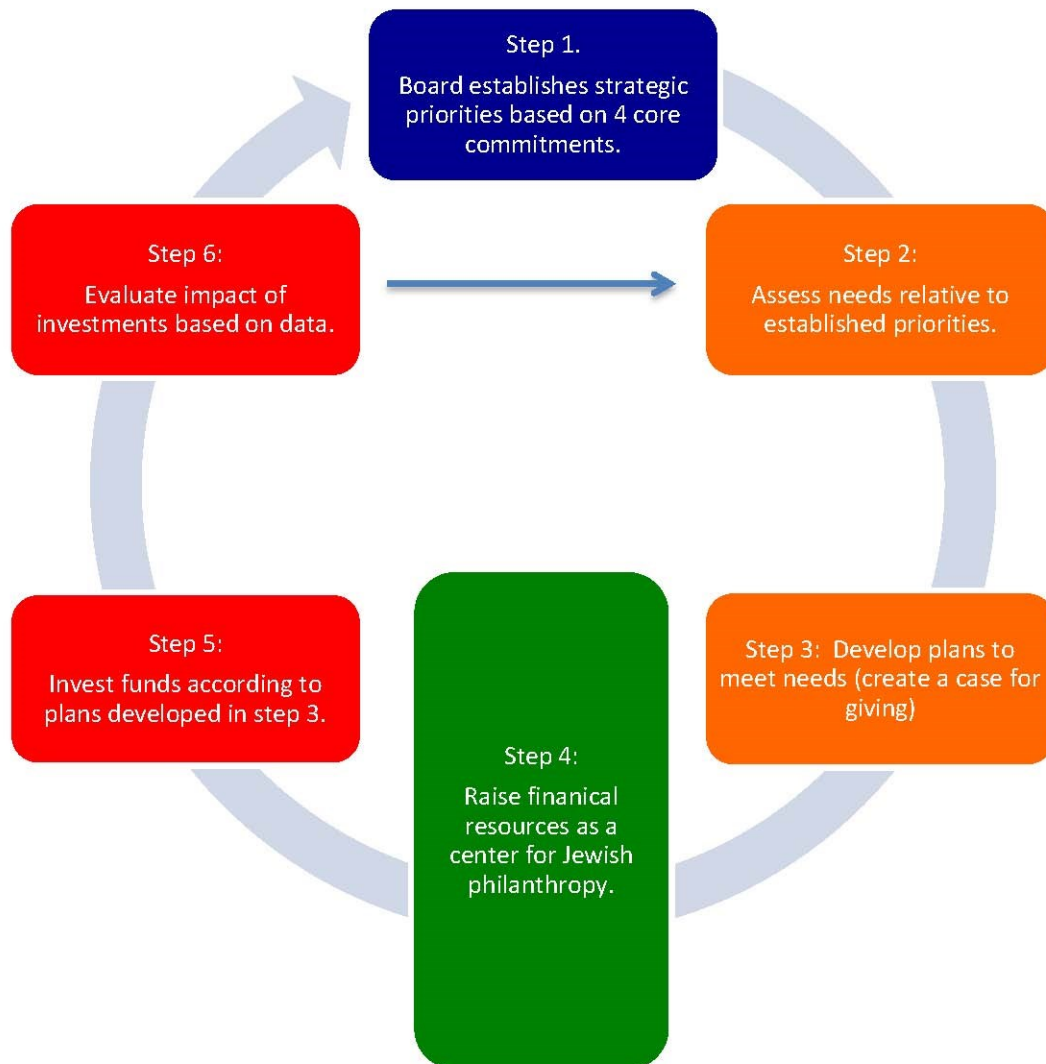 Step 1.
Board establishes strategic
priorities based on 4 core
commitments.
Step 2:
Assess needs relative to
established priorities.
Step 3:  Develop plans to
meet needs (create a case for
giving)
Step 4:
Raise finanical
resources as a
center for Jewish
philanthropy.
Step 5:
Invest funds according to
plans developed in step 3.
Step 6:
Evaluate impact of
investments based on data.